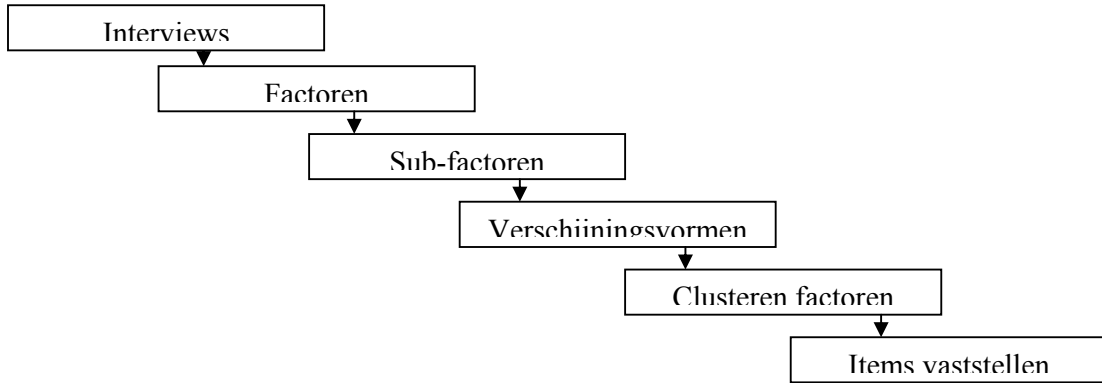 Interviews
Factoren
Sub-factoren
Verschijningsvormen
Clusteren factoren
Items vaststellen